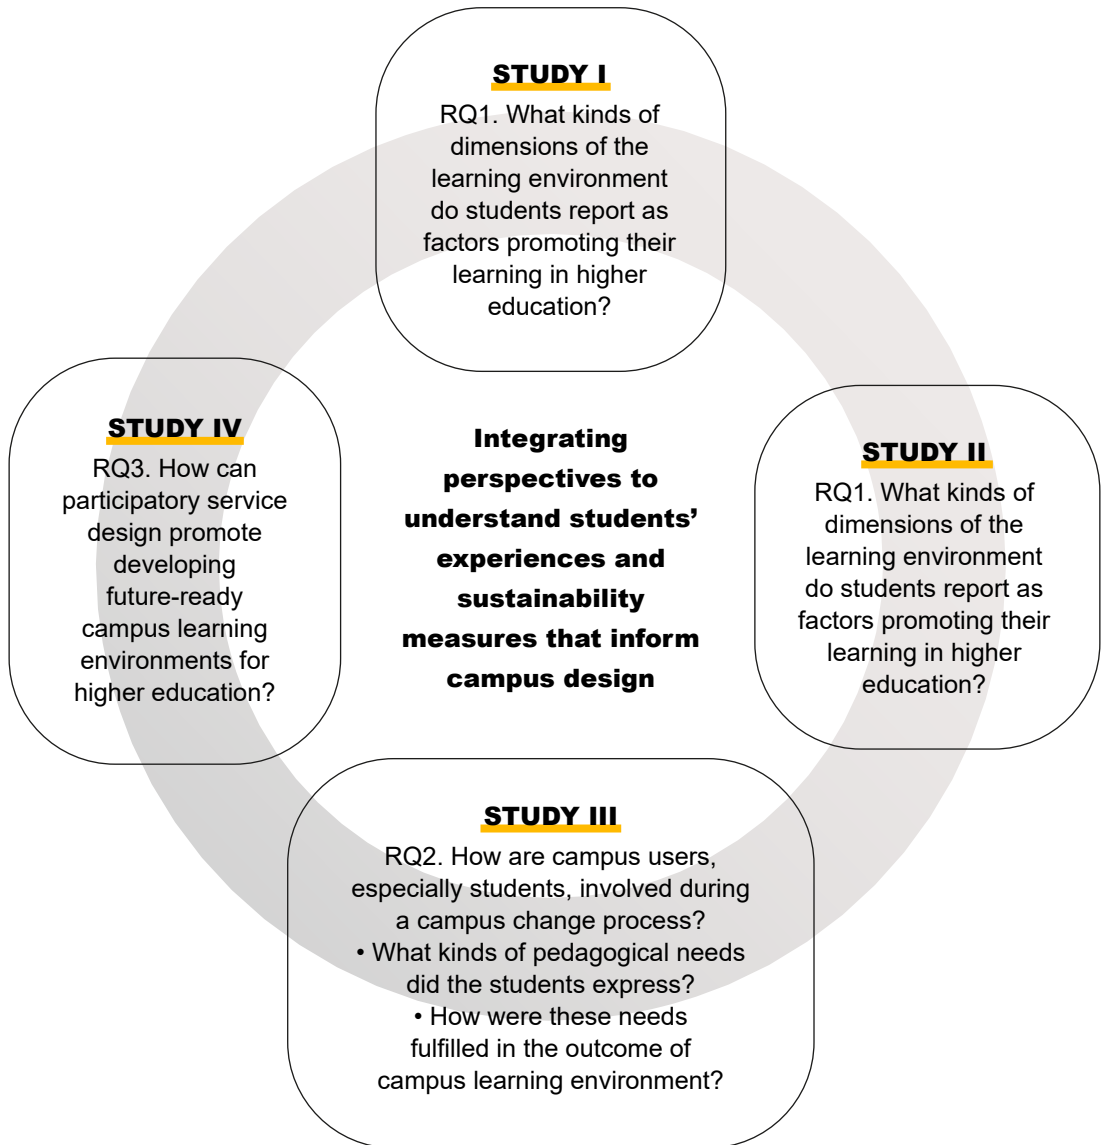 STUDY I
RQ1. What kinds of
dimensions of the
learning environment
do students report as
factors promoting their
learning in higher
education?
STUDY IV
RQ3. How can
participatory service
design promote
developing
future-ready
campus learning
environments for
higher education?
Integrating
perspectives to
understand students’
experiences and
sustainability
measures that inform
campus design
STUDY II
RQ1. What kinds of
dimensions of the
learning environment
do students report as
factors promoting their
learning in higher
education?
STUDY III
RQ2. How are campus users,
especially students, involved during
a campus change process?
• What kinds of pedagogical needs
did the students express?
• How were these needs
fulfilled in the outcome of
campus learning environment?